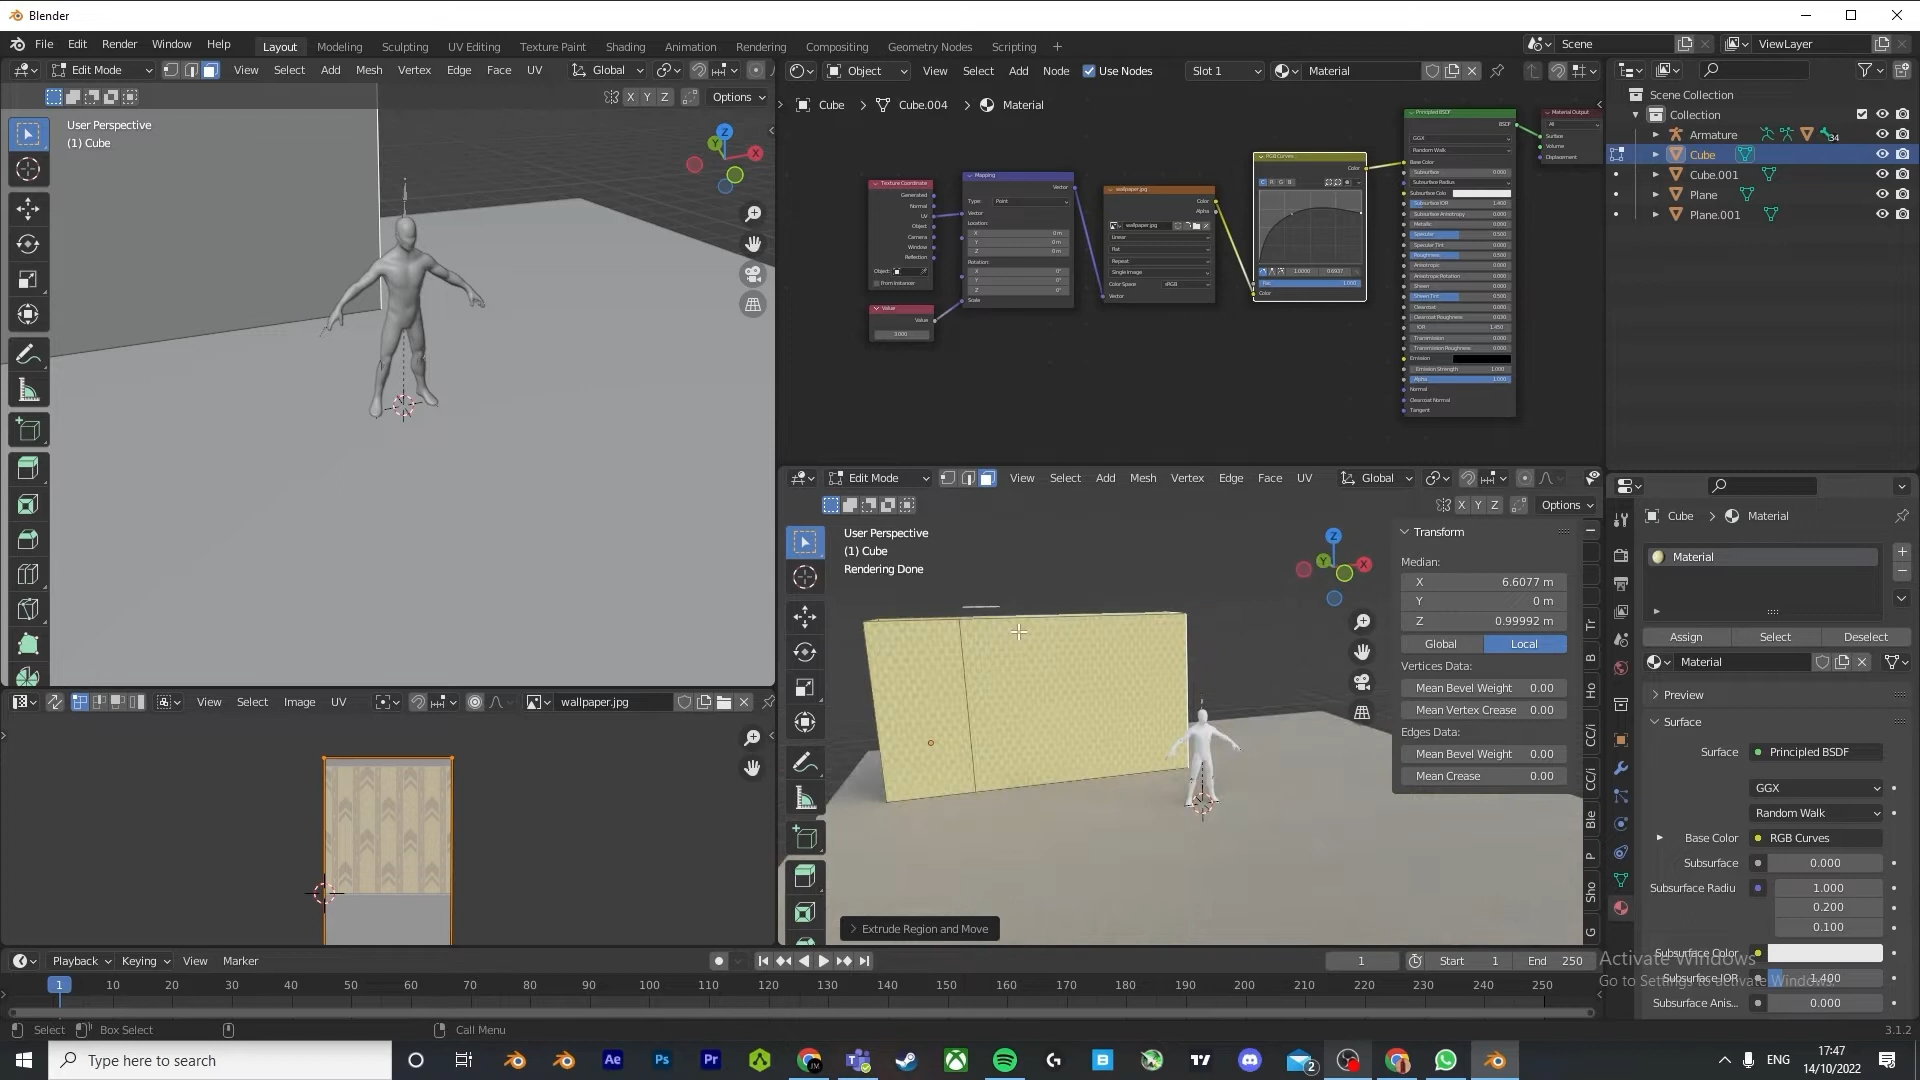 Blender
File Edit Render Window Help Layout Modeling Sculpting UV Editing Texture Paint Shading Animation Rendering Compositing Geometry Nodes Scripting + Scene ViewLayer
Edit Mode View Select Add Mesh Vertex Edge Face UV Global
X Y Z Options
User Perspective
(1) Cube
Object View Select Add Node Use Nodes Slot 1 Material
Cube > Cube.004 > Material
Texture Coordinate
Generated
Normal
UV
Object
Camera
Window
Reflection
Object:
From Instancer
Value
Value
3.000
Mapping
Vector
Type: Point
Vector
Location:
X 0 m
Y 0 m
Z 0 m
Rotation:
X 0°
Y 0°
Z 0°
Scale
wallpaper.jpg
Color
Alpha
wallpaper.jpg
Linear
Flat
Repeat
Single Image
Color Space sRGB
Vector
RGB Curves
Color
C R G B
1.0000 0.6937
Fac 1.000
Color
Principled BSDF
BSDF
GGX
Random Walk
Base Color
Subsurface 0.000
Subsurface Radius
Subsurface Colo
Subsurface IOR 1.400
Subsurface Anisotropy 0.000
Metallic 0.000
Specular 0.500
Specular Tint 0.000
Roughness 0.500
Anisotropic 0.000
Anisotropic Rotation 0.000
Sheen 0.000
Sheen Tint 0.500
Clearcoat 0.000
Clearcoat Roughness 0.030
IOR 1.450
Transmission 0.000
Transmission Roughness 0.000
Emission
Emission Strength 1.000
Alpha 1.000
Normal
Clearcoat Normal
Tangent
Material Output
All
Surface
Volume
Displacement
Scene Collection
Collection
Armature 34
Cube
Cube.001
Plane
Plane.001
Edit Mode View Select Add Mesh Vertex Edge Face UV Global
X Y Z Options
User Perspective
(1) Cube
Rendering Done
Z
Y
X
Transform
Median:
X 6.6077 m
Y 0 m
Z 0.99992 m
Global Local
Vertices Data:
Mean Bevel Weight 0.00
Mean Vertex Crease 0.00
Edges Data:
Mean Bevel Weight 0.00
Mean Crease 0.00
Tr
B
Ho
CC/i
CC/i
Ble
P
Sho
G
> Extrude Region and Move
View Select Image UV wallpaper.jpg
Cube > Material
Material
Assign Select Deselect
Material
Preview
Surface
Surface Principled BSDF
GGX
Random Walk
Base Color RGB Curves
Subsurface 0.000
Subsurface Radiu 1.000
0.200
0.100
Subsurface Color
Subsurface IOR 1.400
Subsurface Anis... 0.000
Activate Windows
Go to Settings to activate Windows.
Playback Keying View Marker 1 Start 1 End 250
1 10 20 30 40 50 60 70 80 90 100 110 120 130 140 150 160 170 180 190 200 210 220 230 240 250
Select Box Select Call Menu 3.1.2
Type here to search Ae Ps Pr 2 ENG 17:47
14/10/2022